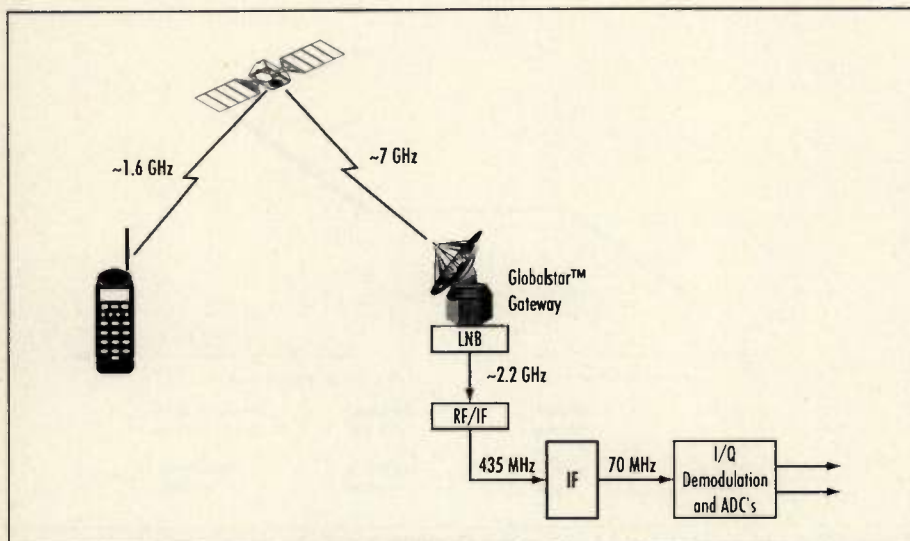 ~1.6 GHz
~7 GHz
Globalstar™
Gateway
LNB
~2.2 GHz
RF/IF
435 MHz
IF
70 MHz
I/Q
Demodulation
and ADC's